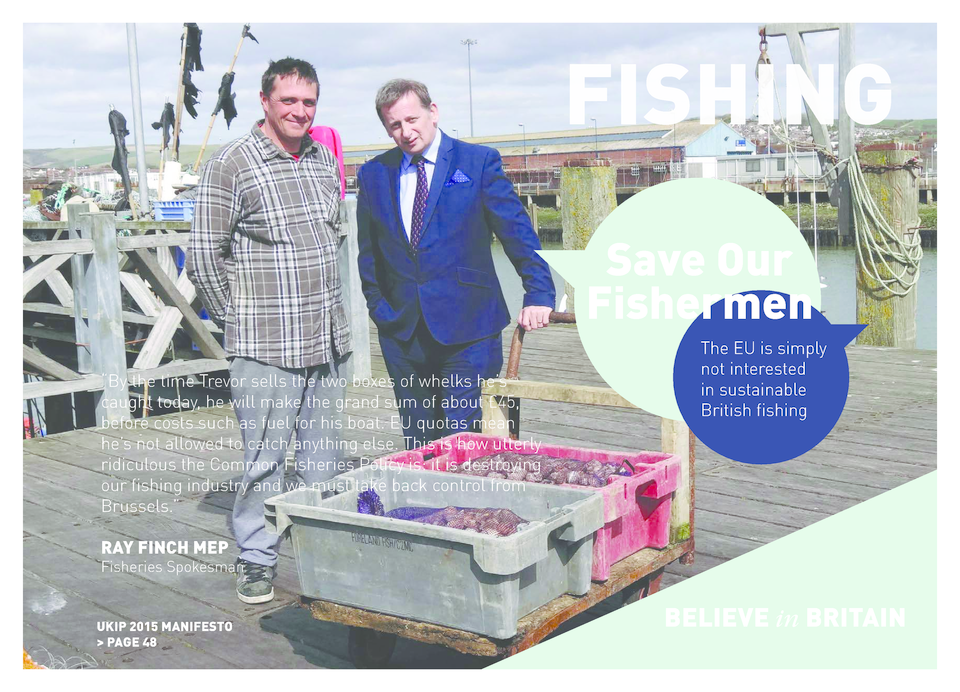 FISHING
Save Our
Fishermen
The EU is simply
not interested
in sustainable
British fishing
"By the time Trevor sells the two boxes of whelks he's
caught today, he will make the grand sum of about £45,
before costs such as fuel for his boat. EU quotas mean
he's not allowed to catch anything else. This is how utterly
ridiculous the Common Fisheries Policy is. It is destroying
our fishing industry and we must take back control from
Brussels."
RAY FINCH MEP
Fisheries Spokesman
UKIP 2015 MANIFESTO
> PAGE 48
BELIEVE in BRITAIN